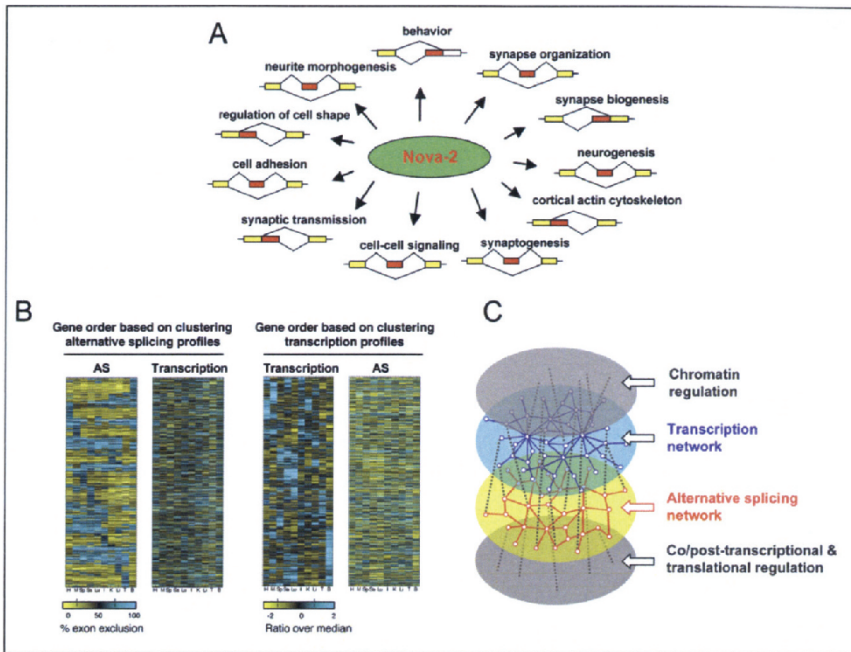 A
behavior
neurite morphogenesis
synapse organization
regulation of cell shape
synapse biogenesis
Nova-2
neurogenesis
cell adhesion
cortical actin cytoskeleton
synaptic transmission
cell-cell signaling
synaptogenesis
B
Gene order based on clustering
alternative splicing profiles
AS
Transcription
0
50
100
% exon exclusion
Gene order based on clustering
transcription profiles
Transcription
AS
-2
0
2
Ratio over median
C
Chromatin
regulation
Transcription
network
Alternative splicing
network
Co/post-transcriptional &
translational regulation